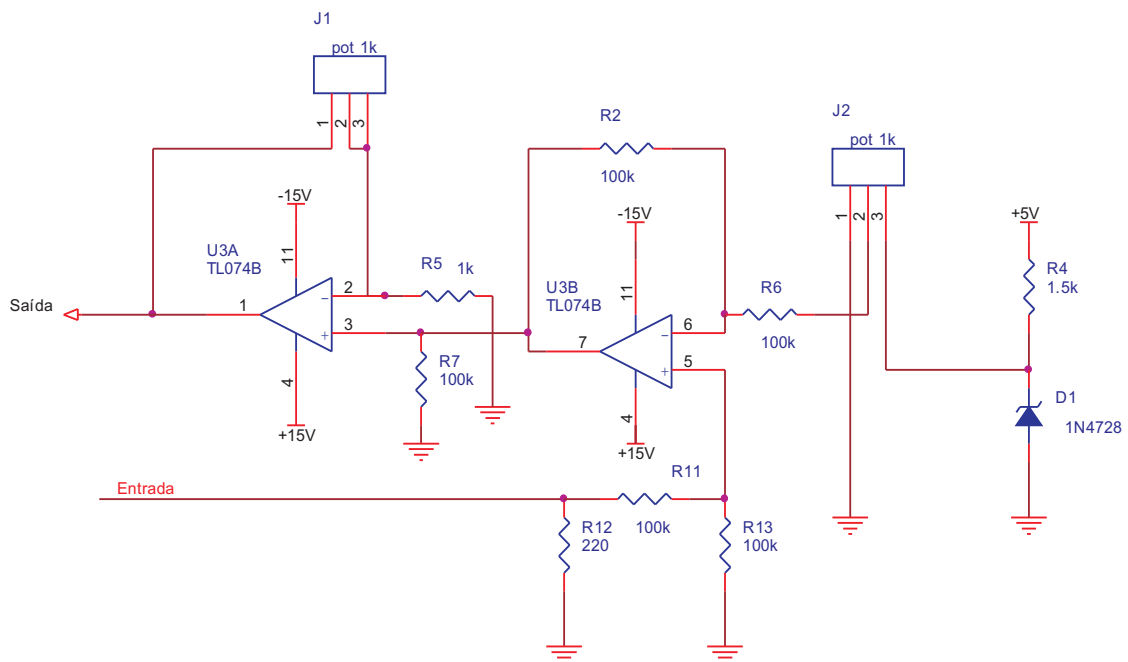 J1
pot 1k
1
2
3
R2
100k
J2
pot 1k
1
2
3
-15V
11
U3A
TL074B
R5
1k
2
−
1
3
+
4
+15V
R7
100k
Saída
-15V
11
U3B
TL074B
6
−
7
5
+
4
+15V
R6
100k
+5V
R4
1.5k
D1
1N4728
Entrada
R11
100k
R12
220
R13
100k